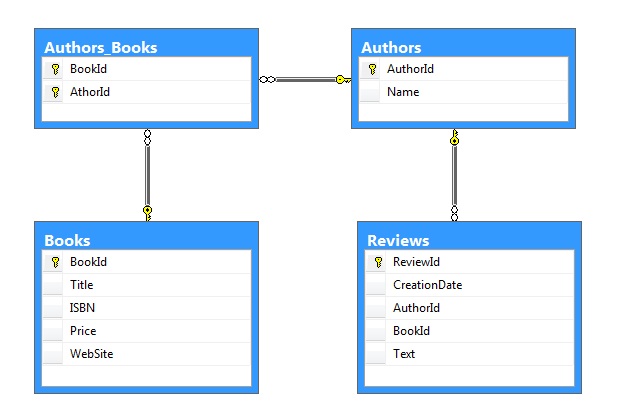 Authors_Books
BookId
AthorId
Authors
AuthorId
Name
Books
BookId
Title
ISBN
Price
WebSite
Reviews
ReviewId
CreationDate
AuthorId
BookId
Text